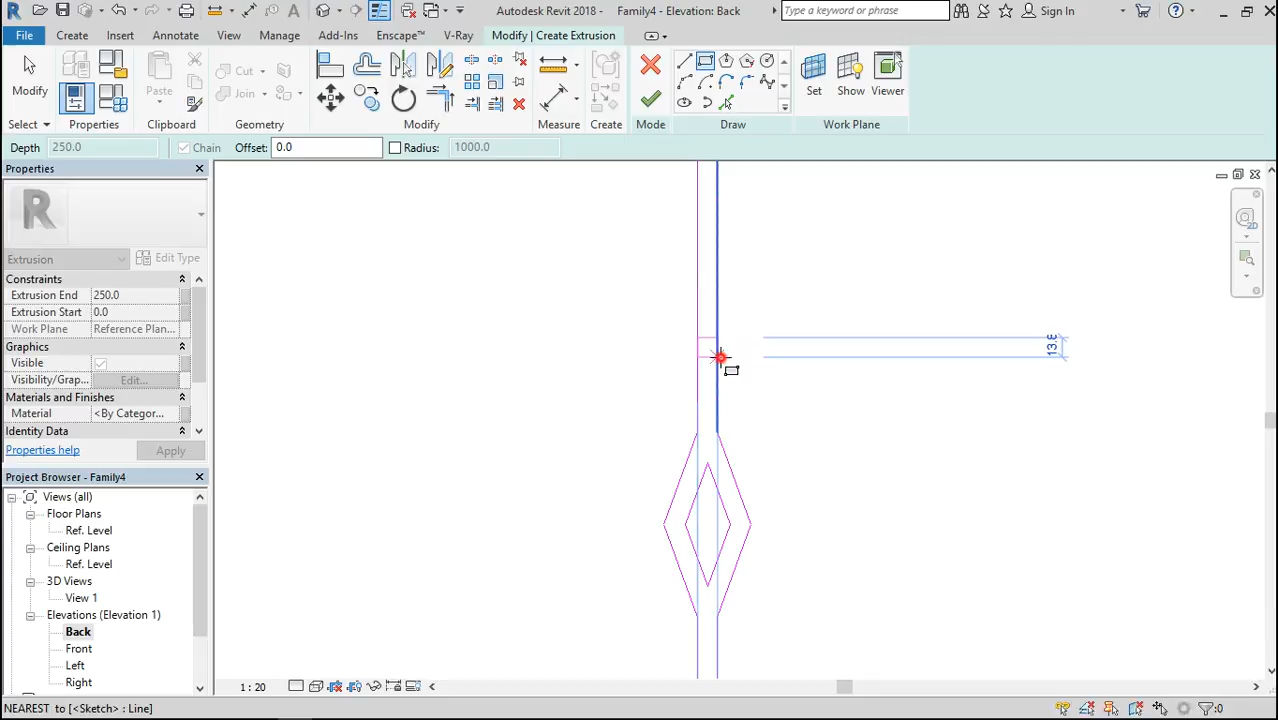 Autodesk Revit 2018 - Family4 - Elevation: Back
Type a keyword or phrase
Sign In
File Create Insert Annotate View Manage Add-Ins Enscape™ V-Ray Modify | Create Extrusion
Modify
Paste
Cut
Join
Set Show Viewer
Select Properties Clipboard Geometry Modify Measure Create Mode Draw Work Plane
Depth 250.0 Chain Offset: 0.0 Radius: 1000.0
Properties
R
Extrusion
Edit Type
Constraints
Extrusion End 250.0
Extrusion Start 0.0
Work Plane Reference Plan...
Graphics
Visible
Visibility/Grap... Edit...
Materials and Finishes
Material <By Categor...
Identity Data
Properties help Apply
Project Browser - Family4
Views (all)
Floor Plans
Ref. Level
Ceiling Plans
Ref. Level
3D Views
View 1
Elevations (Elevation 1)
Back
Front
Left
Right
2D
1 : 20
NEAREST to [<Sketch> : Line]
:0